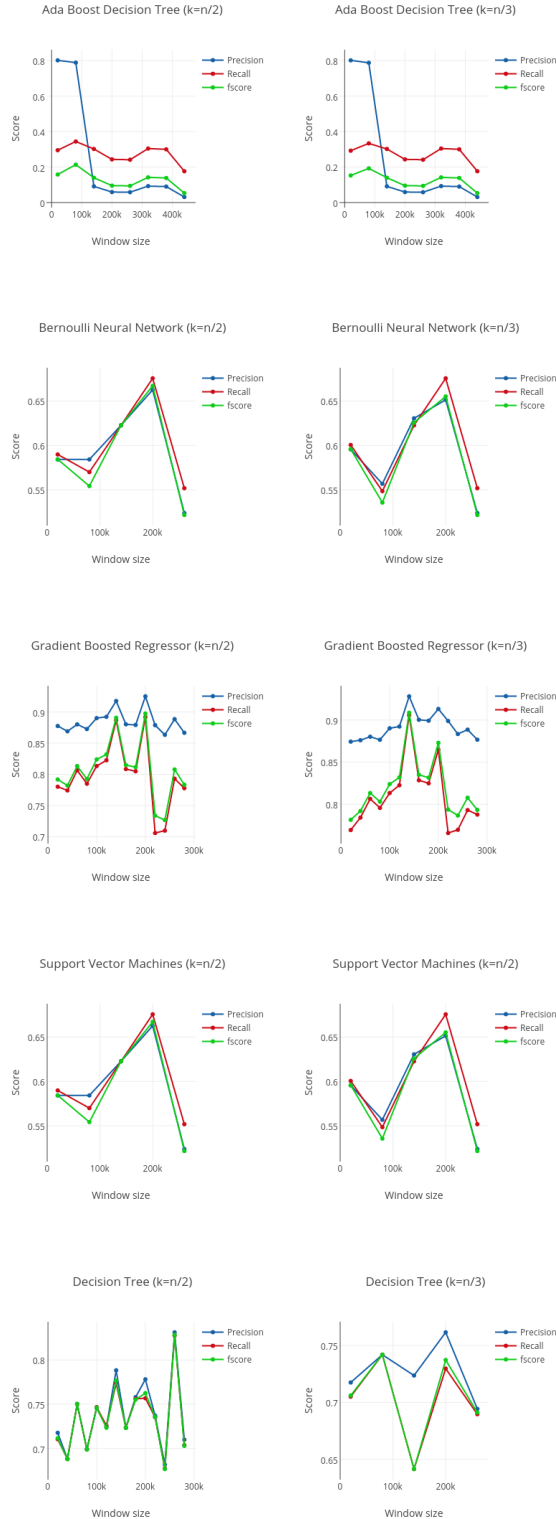 Ada Boost Decision Tree (k=n/2)
0.8
0.6
0.4
0.2
0
Score
0
100k
200k
300k
400k
Window size
Precision
Recall
fscore
Ada Boost Decision Tree (k=n/3)
0.8
0.6
0.4
0.2
0
Score
0
100k
200k
300k
400k
Window size
Precision
Recall
fscore
Bernoulli Neural Network (k=n/2)
0.65
0.6
0.55
Score
0
100k
200k
Window size
Precision
Recall
fscore
Bernoulli Neural Network (k=n/3)
0.65
0.6
0.55
Score
0
100k
200k
Window size
Precision
Recall
fscore
Gradient Boosted Regressor (k=n/2)
0.9
0.85
0.8
0.75
0.7
Score
0
100k
200k
300k
Window size
Precision
Recall
fscore
Gradient Boosted Regressor (k=n/3)
0.9
0.8
Score
0
100k
200k
300k
Window size
Precision
Recall
fscore
Support Vector Machines (k=n/2)
0.65
0.6
0.55
Score
0
100k
200k
Window size
Precision
Recall
fscore
Support Vector Machines (k=n/2)
0.65
0.6
0.55
Score
0
100k
200k
Window size
Precision
Recall
fscore
Decision Tree (k=n/2)
0.8
0.75
0.7
Score
0
100k
200k
300k
Window size
Precision
Recall
fscore
Decision Tree (k=n/3)
0.75
0.7
0.65
Score
0
100k
200k
Window size
Precision
Recall
fscore